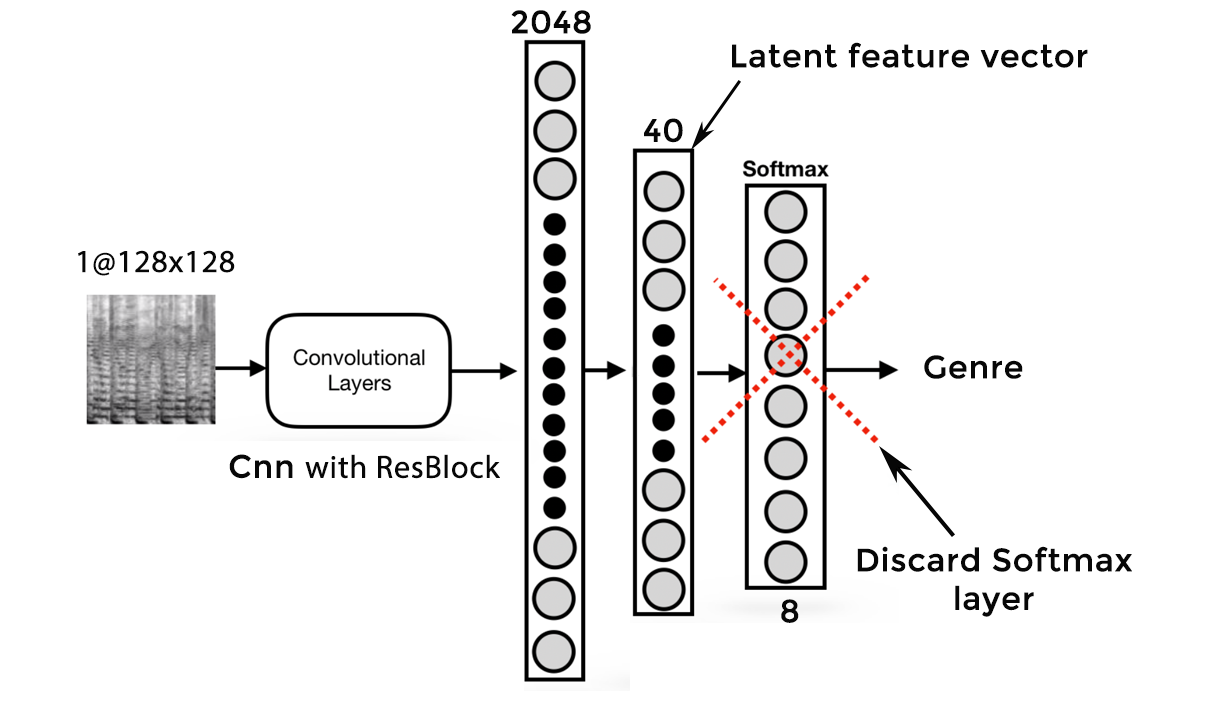 2048
Latent feature vector
40
Softmax
1@128x128
Convolutional
Layers
Genre
Cnn with ResBlock
Discard Softmax
layer
8